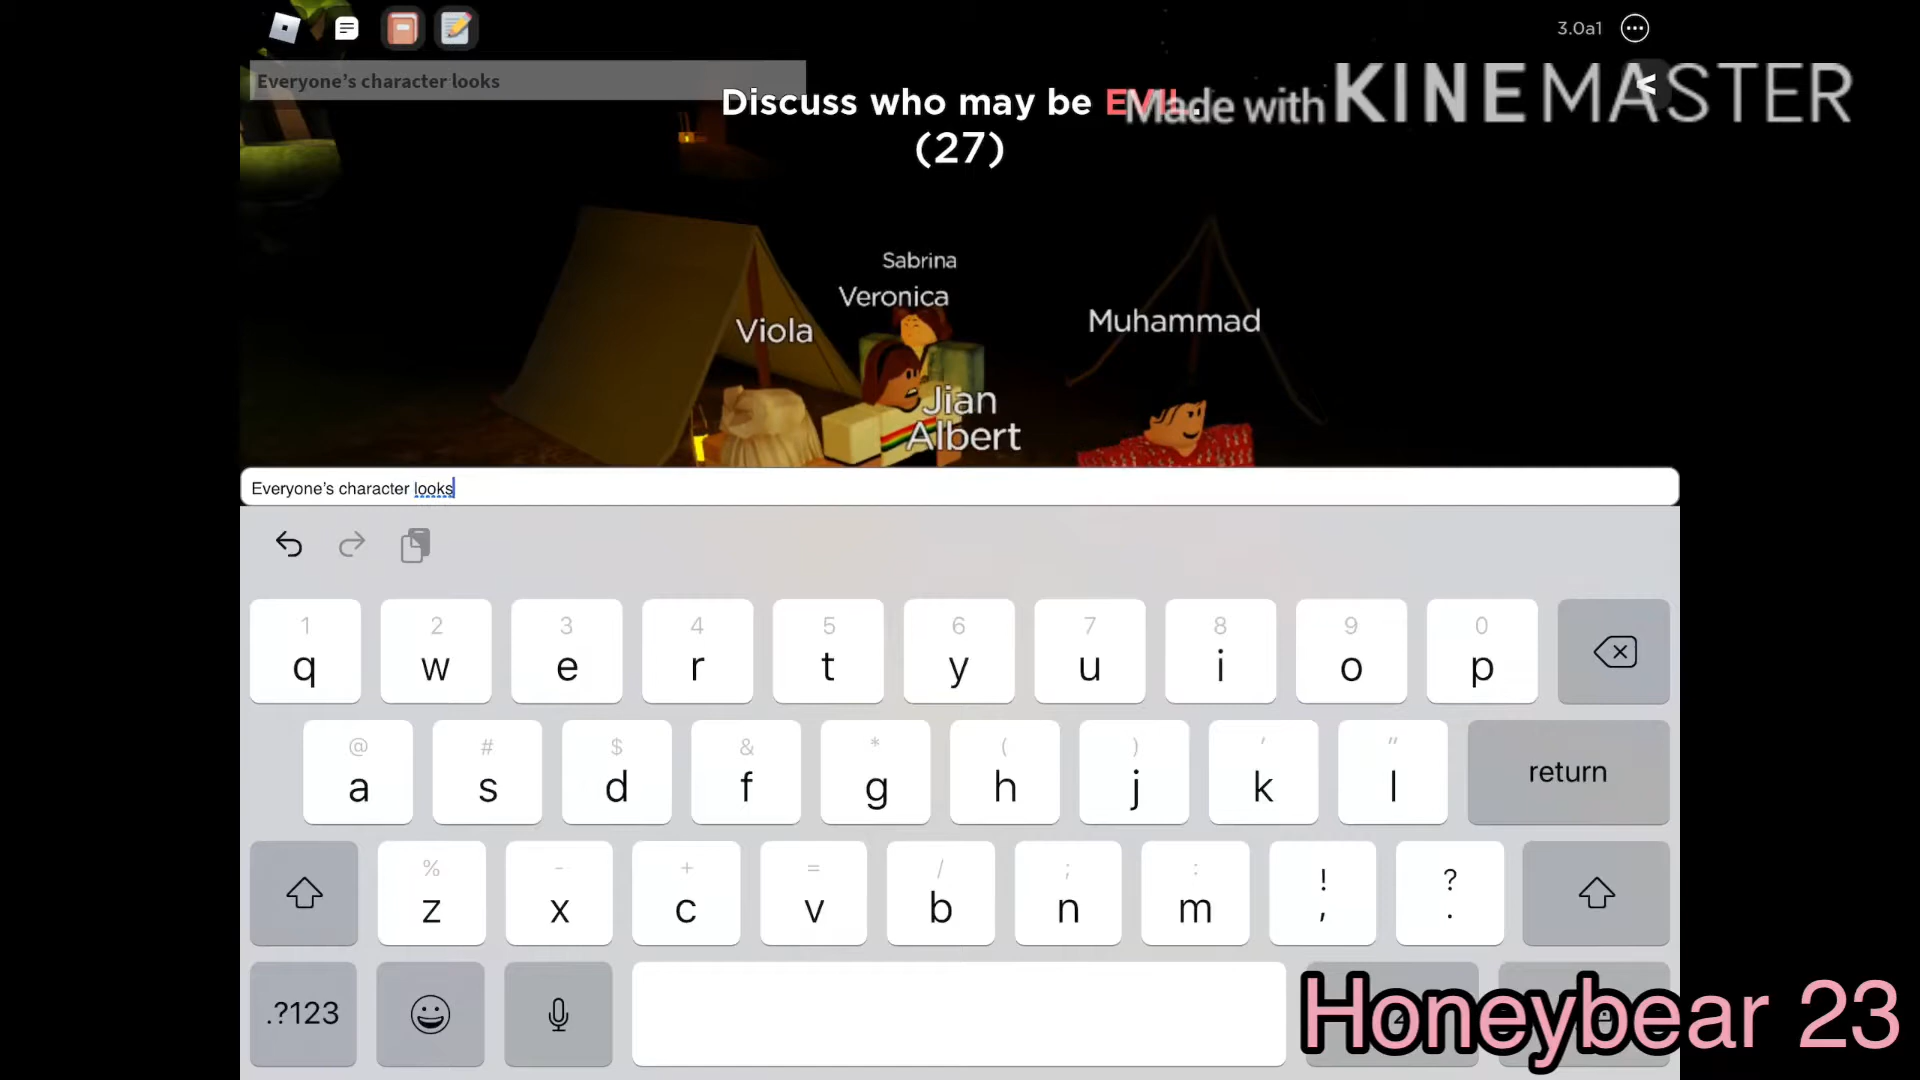 3.0a1
Everyone's character looks
Discuss who may be EVIL.
(27)
Made with KINEMASTER
<
Sabrina
Veronica
Viola
Muhammad
Jian
Albert
Everyone's character looks
1 2 3 4 5 6 7 8 9 0
q w e r t y u i o p
@ # $ & * ( ) ' "
a s d f g h j k l return
% - + = / ; : ! ?
z x c v b n m , .
.?123
Honeybear 23